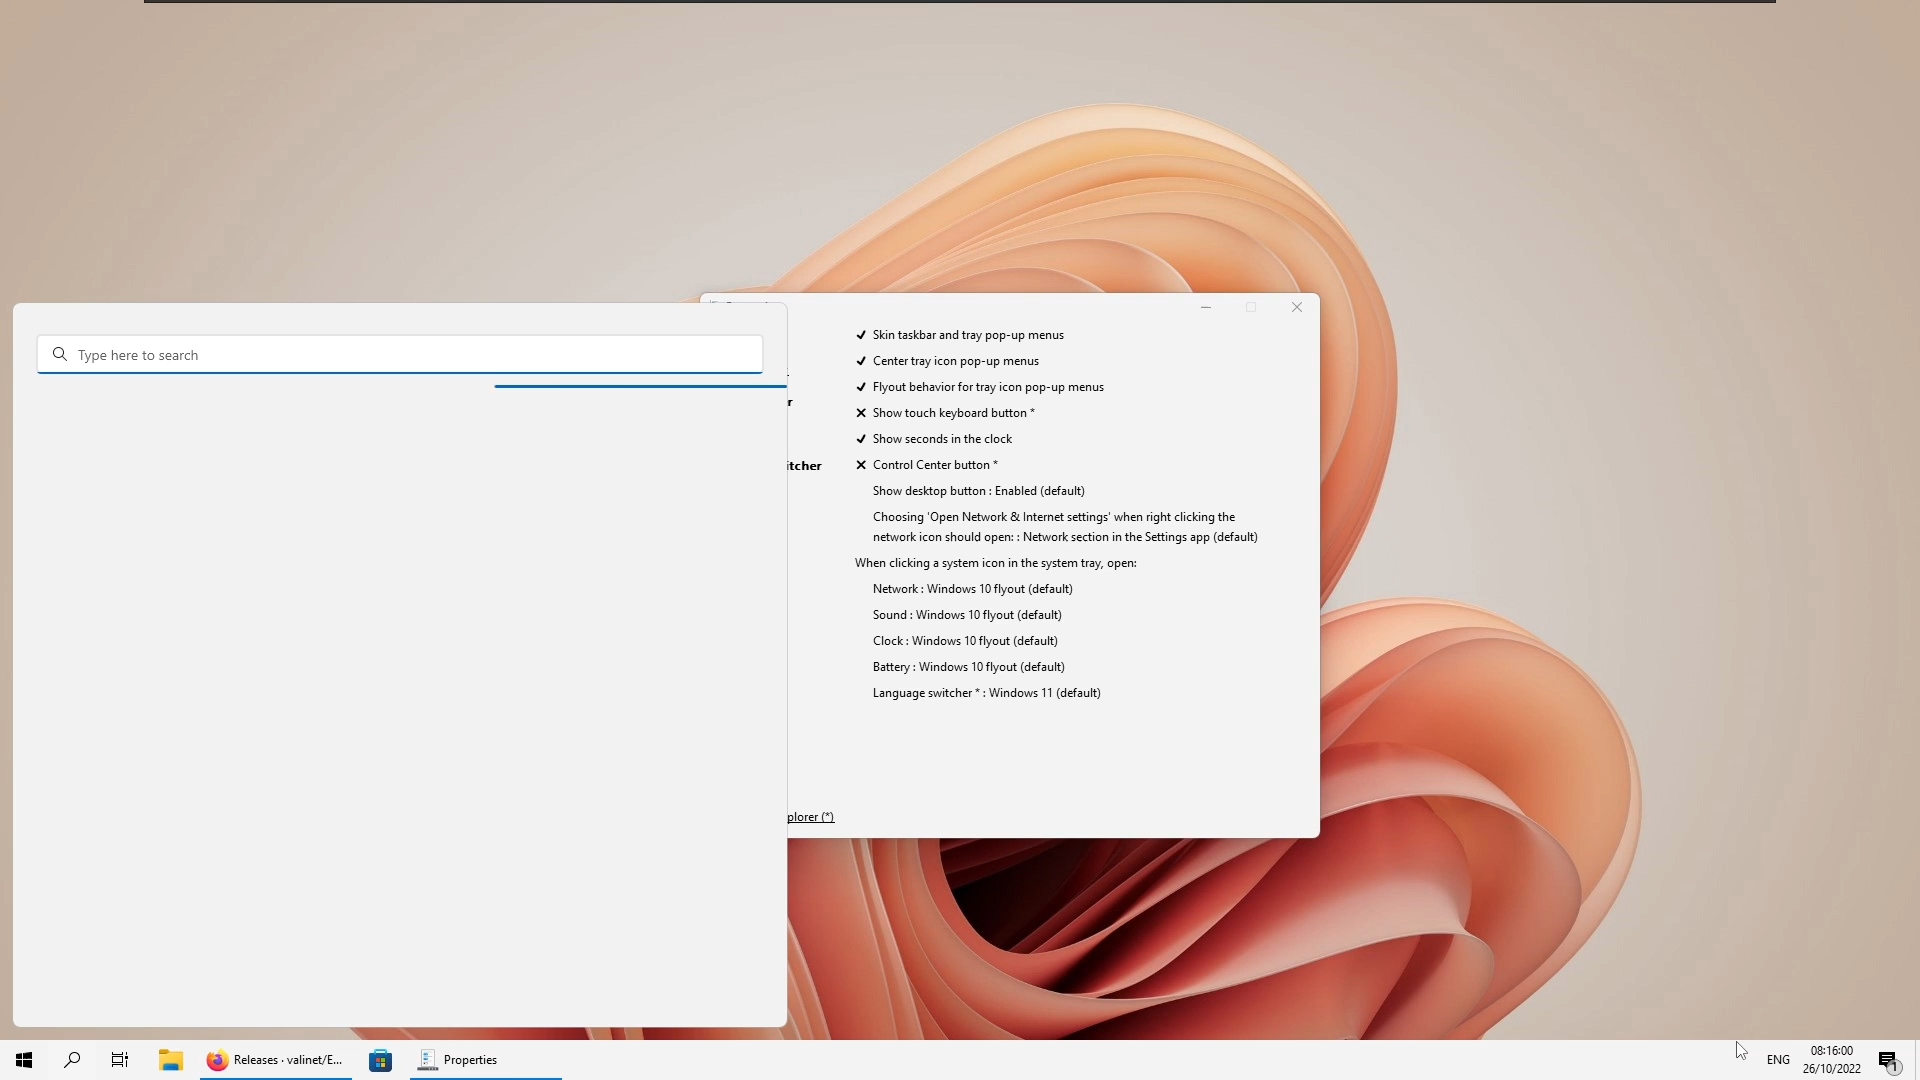 Type here to search
Skin taskbar and tray pop-up menus
Center tray icon pop-up menus
Flyout behavior for tray icon pop-up menus
Show touch keyboard button *
Show seconds in the clock
itcher
Control Center button *
Show desktop button : Enabled (default)
Choosing 'Open Network & Internet settings' when right clicking the
network icon should open: : Network section in the Settings app (default)
When clicking a system icon in the system tray, open:
Network : Windows 10 flyout (default)
Sound : Windows 10 flyout (default)
Clock : Windows 10 flyout (default)
Battery : Windows 10 flyout (default)
Language switcher * : Windows 11 (default)
plorer (*)
Releases · valinet/E...
Properties
ENG
08:16:00
26/10/2022
1